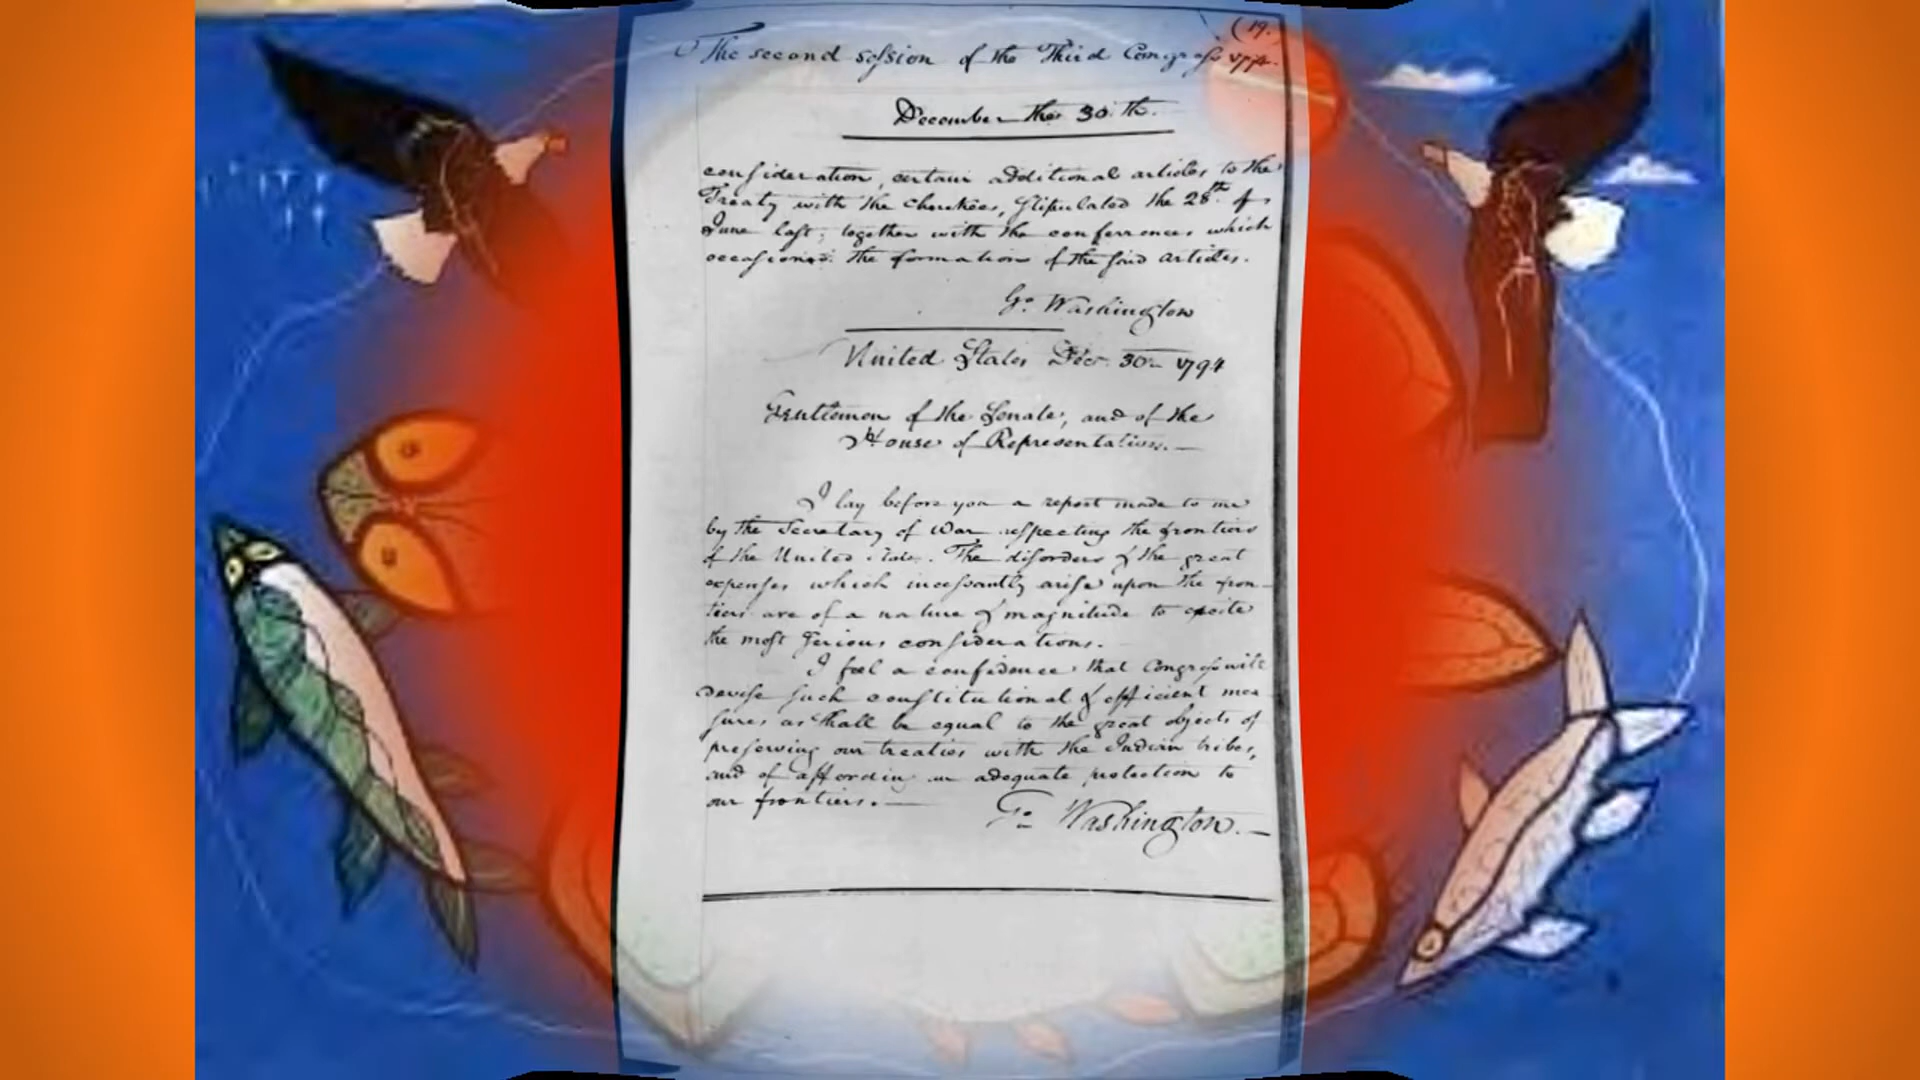 (19.
The second session of the Third Congress 1794.
December the 30.th.
consideration, certain additional articles to the
Treaty with the Cherokees, stipulated the 28th. of
June last; together with the conferences which
occasioned the formation of the said articles.
Go. Washington
United States Decr. 30th 1794
Gentlemen of the Senate, and of the
House of Representatives.—
I lay before you a report made to me
by the Secretary of War respecting the frontiers
of the United States. The disorders & the great
expenses which incessantly arise upon the fron-
tiers are of a nature & magnitude to excite
the most serious considerations.
I feel a confidence that Congress will
devise such constitutional & efficient mea
sures as shall be equal to the great objects of
preserving our treaties with the Indian tribes,
and of affording an adequate protection to
our frontiers.—
Go. Washington.—